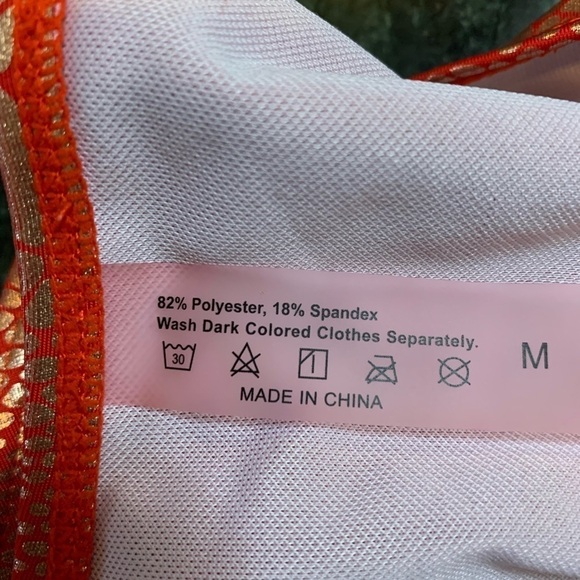 82% Polyester, 18% Spandex
Wash Dark Colored Clothes Separately.
30
M
MADE IN CHINA